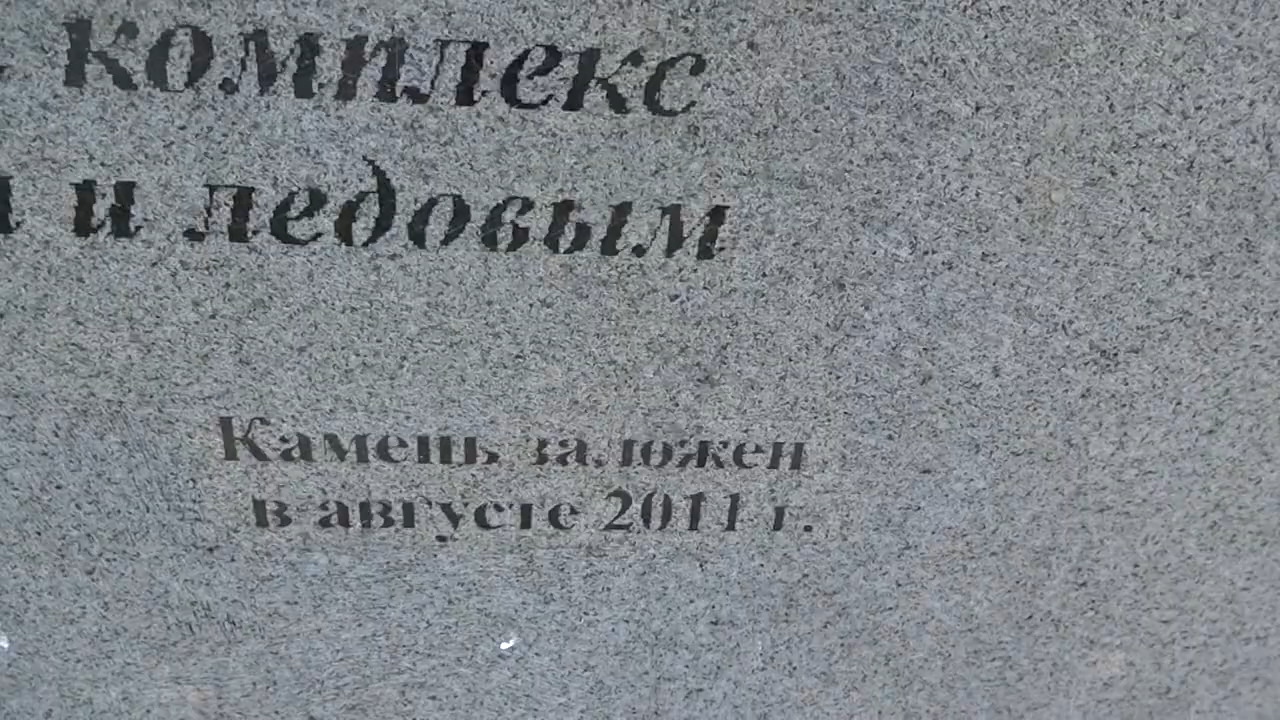 комплекс
и ледовым
Камень заложен
в августе 2011 г.